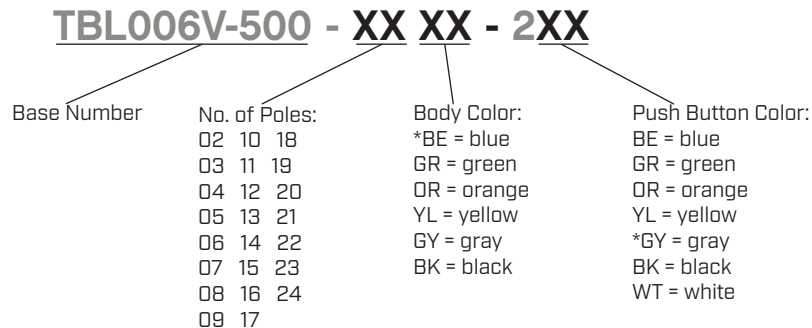 TBL006V-500 - XX XX - 2XX
Base Number
No. of Poles:
02 10 18
03 11 19
04 12 20
05 13 21
06 14 22
07 15 23
08 16 24
09 17
Body Color:
*BE = blue
GR = green
OR = orange
YL = yellow
GY = gray
BK = black
Push Button Color:
BE = blue
GR = green
OR = orange
YL = yellow
*GY = gray
BK = black
WT = white